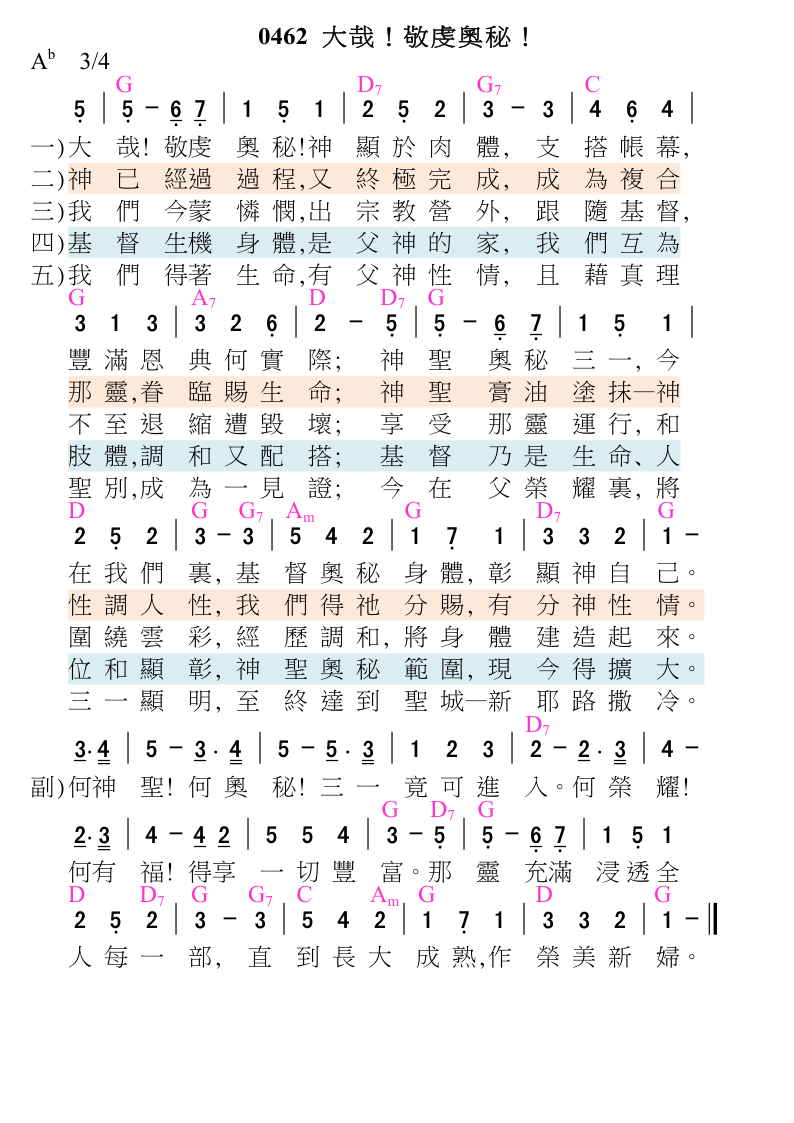 0462 大哉！敬虔奧秘！
A♭ 3/4
G D7 G7 C
5 | 5 － 6 7 | 1 5 1 | 2 5 2 | 3 － 3 | 4 6 4 |
一)大 哉! 敬虔 奧 秘!神 顯 於 肉 體, 支 搭 帳 幕,
二)神 已 經過 過 程,又 終 極 完 成, 成 為 複 合
三)我 們 今蒙 憐 憫,出 宗 教 營 外, 跟 隨 基 督,
四)基 督 生機 身 體,是 父 神 的 家, 我 們 互 為
五)我 們 得著 生 命,有 父 神 性 情, 且 藉 真 理
G A7 D D7 G
3 1 3 | 3 2 6 | 2 － 5 | 5 － 6 7 | 1 5 1 |
豐 滿 恩 典 何 實 際; 神 聖 奧 秘 三 一, 今
那 靈,眷 臨 賜 生 命; 神 聖 膏 油 塗 抹─神
不 至 退 縮 遭 毀 壞; 享 受 那 靈 運 行, 和
肢 體,調 和 又 配 搭; 基 督 乃 是 生 命、人
聖 別,成 為 一 見 證; 今 在 父 榮 耀 裏, 將
D G G7 Am G D7 G
2 5 2 | 3 － 3 | 5 4 2 | 1 7 1 | 3 3 2 | 1 －
在 我 們 裏, 基 督 奧 秘 身 體, 彰 顯 神 自 己。
性 調 人 性, 我 們 得 祂 分 賜, 有 分 神 性 情。
圍 繞 雲 彩, 經 歷 調 和, 將 身 體 建 造 起 來。
位 和 顯 彰, 神 聖 奧 秘 範 圍, 現 今 得 擴 大。
三 一 顯 明, 至 終 達 到 聖 城─新 耶 路 撒 冷。
D7
3. 4 | 5 － 3. 4 | 5 － 5. 3 | 1 2 3 | 2 － 2. 3 | 4 －
副)何神 聖! 何 奧 秘! 三 一 竟 可 進 入。何 榮 耀!
G D7 G
2. 3 | 4 － 4 2 | 5 5 4 | 3 － 5 | 5 － 6 7 | 1 5 1
何有 福! 得享 一 切 豐 富。那 靈 充滿 浸 透 全
D D7 G G7 C Am G D G
2 5 2 | 3 － 3 | 5 4 2 | 1 7 1 | 3 3 2 | 1 － ‖
人 每 一 部, 直 到 長 大 成 熟,作 榮 美 新 婦。